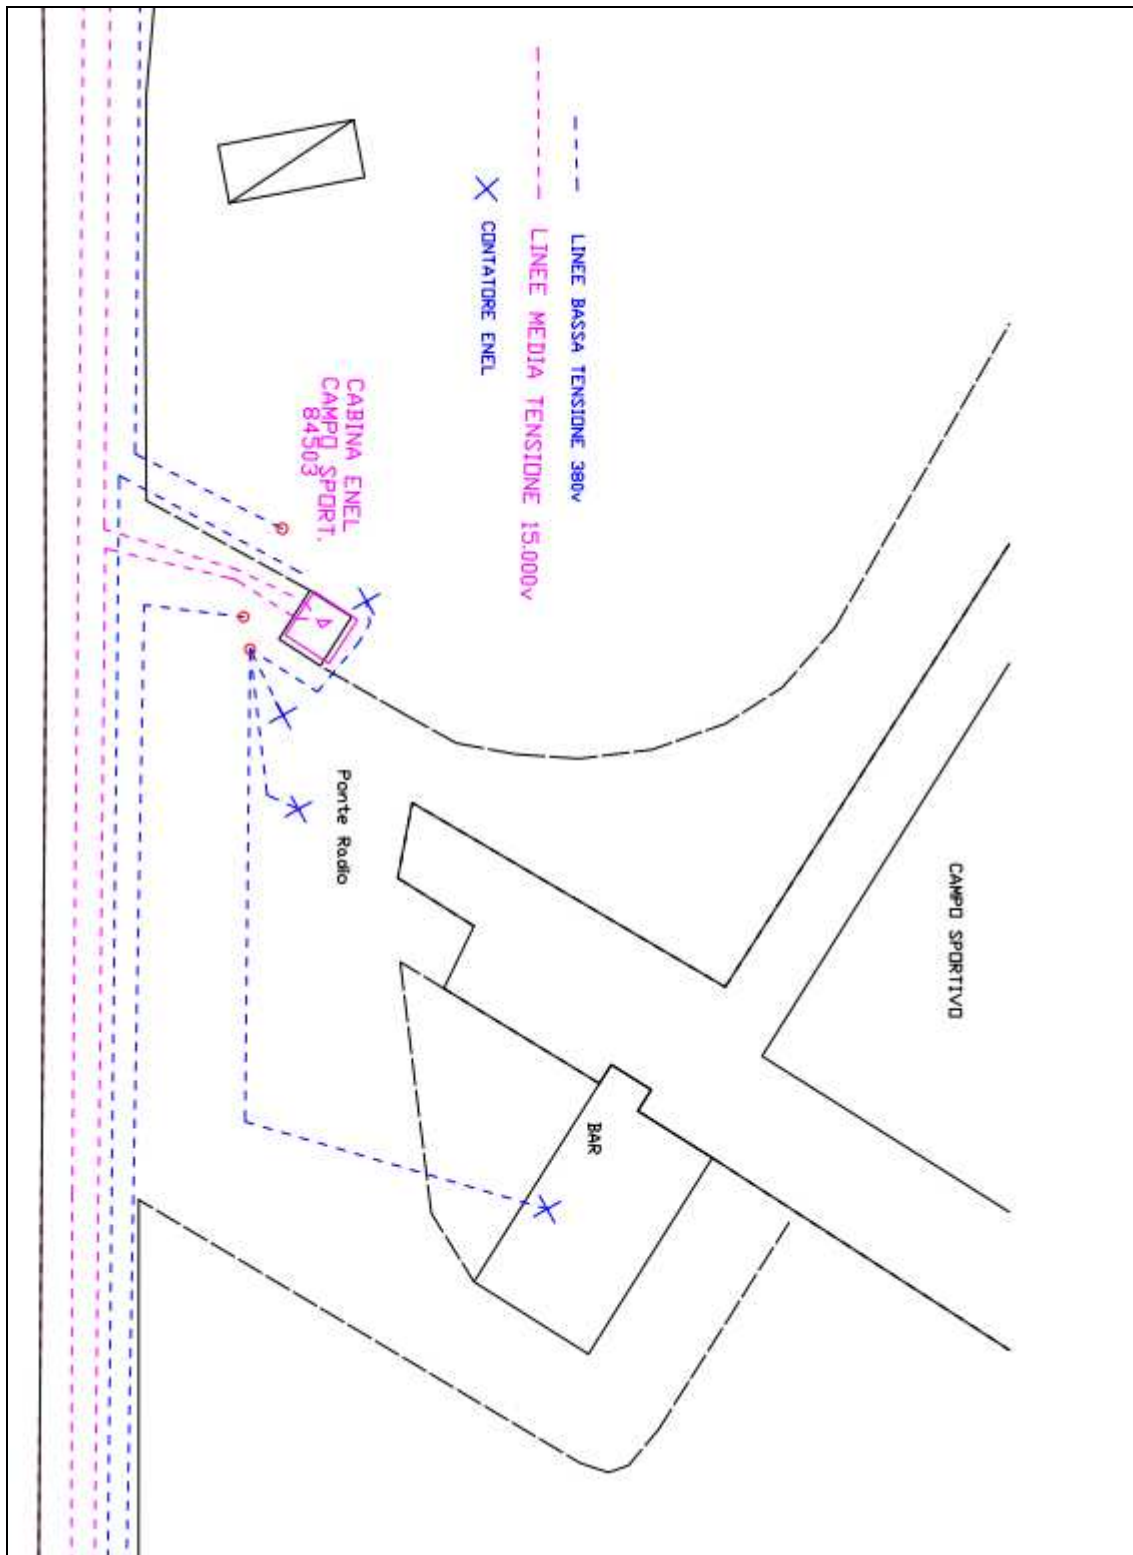 LINEE BASSA TENSIONE 380v
LINEE MEDIA TENSIONE 15.000v
CONTATORE ENEL
CABINA ENEL
CAMPO SPORT.
84503
Ponte Radio
CAMPO SPORTIVO
BAR